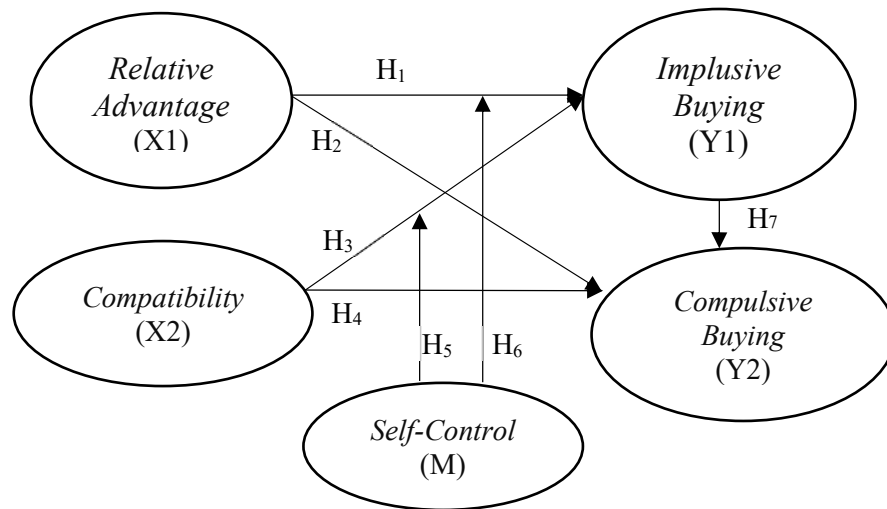 Relative
Advantage
(X1)
H1
Implusive
Buying
(Y1)
H2
H3
H7
Compatibility
(X2)
H4
Compulsive
Buying
(Y2)
H5
H6
Self-Control
(M)